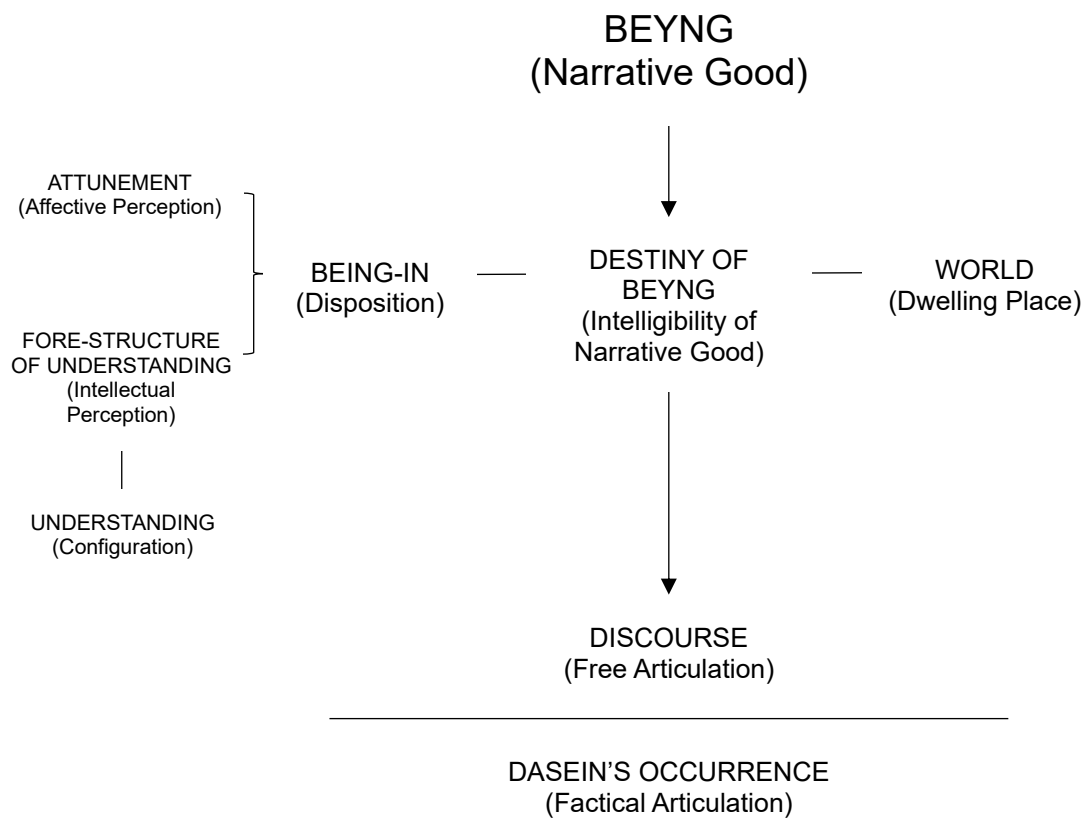 BEYNG
(Narrative Good)
ATTUNEMENT
(Affective Perception)
FORE-STRUCTURE
OF UNDERSTANDING
(Intellectual
Perception)
UNDERSTANDING
(Configuration)
BEING-IN
(Disposition)
DESTINY OF
BEYNG
(Intelligibility of
Narrative Good)
WORLD
(Dwelling Place)
DISCOURSE
(Free Articulation)
DASEIN’S OCCURRENCE
(Factical Articulation)